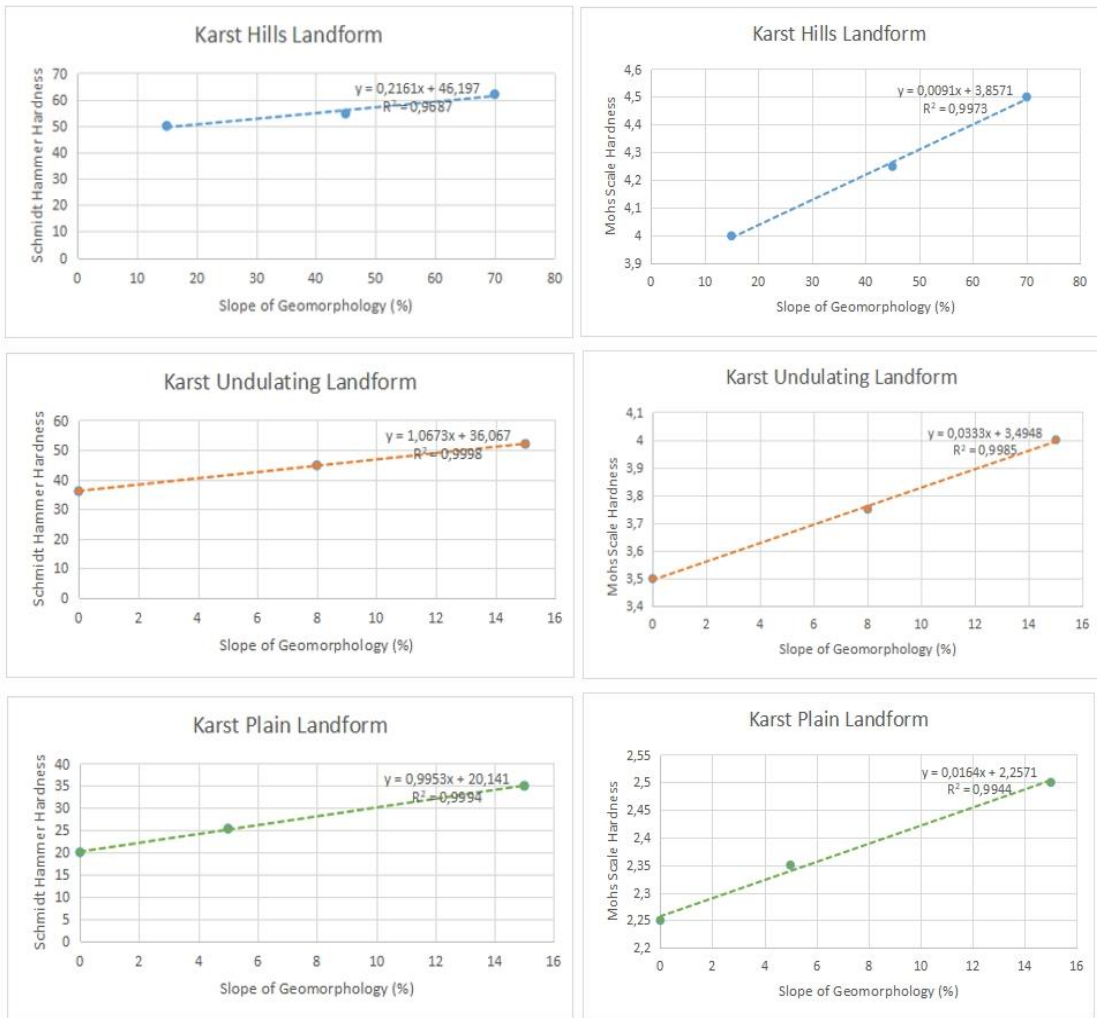 Karst Hills Landform
Schmidt Hammer Hardness
70
60
50
40
30
20
10
0
y = 0,2161x + 46,197
R² = 0,9687
0 10 20 30 40 50 60 70 80
Slope of Geomorphology (%)
Karst Hills Landform
Mohs Scale Hardness
4,6
4,5
4,4
4,3
4,2
4,1
4
3,9
y = 0,0091x + 3,8571
R² = 0,9973
0 10 20 30 40 50 60 70 80
Slope of Geomorphology (%)
Karst Undulating Landform
Schmidt Hammer Hardness
60
50
40
30
20
10
0
y = 1,0673x + 36,067
R² = 0,9998
0 2 4 6 8 10 12 14 16
Slope of Geomorphology (%)
Karst Undulating Landform
Mohs Scale Hardness
4,1
4
3,9
3,8
3,7
3,6
3,5
3,4
y = 0,0333x + 3,4948
R² = 0,9985
0 2 4 6 8 10 12 14 16
Slope of Geomorphology (%)
Karst Plain Landform
Schmidt Hammer Hardness
40
35
30
25
20
15
10
5
0
y = 0,9953x + 20,141
R² = 0,9994
0 2 4 6 8 10 12 14 16
Slope of Geomorphology (%)
Karst Plain Landform
Mohs Scale Hardness
2,55
2,5
2,45
2,4
2,35
2,3
2,25
2,2
y = 0,0164x + 2,2571
R² = 0,9944
0 2 4 6 8 10 12 14 16
Slope of Geomorphology (%)